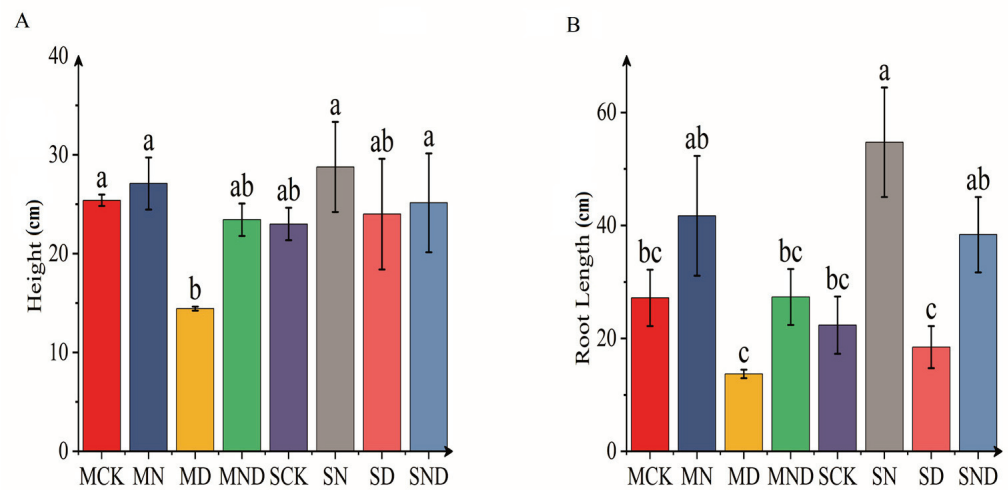 A
Height (cm)
40
30
20
10
0
a
a
b
ab
ab
a
ab
a
MCK MN MD MND SCK SN SD SND
B
Root Length (cm)
60
40
20
0
bc
ab
c
bc
bc
a
c
ab
MCK MN MD MND SCK SN SD SND